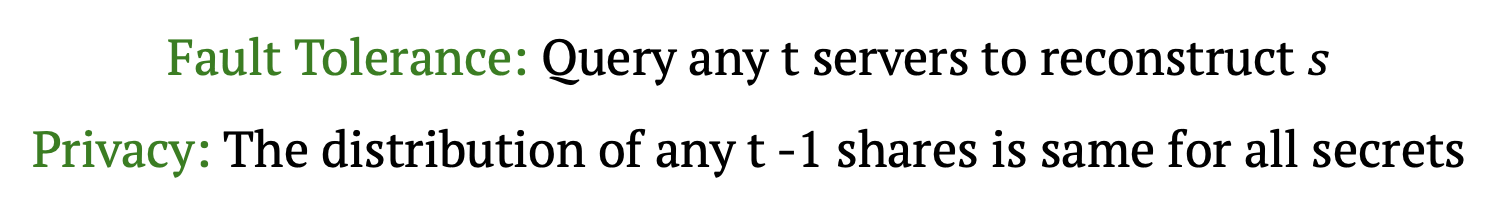 Fault Tolerance: Query any t servers to reconstruct s
Privacy: The distribution of any t -1 shares is same for all secrets